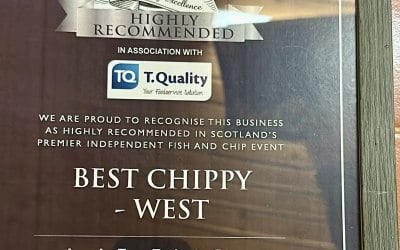 Excellence
HIGHLY
RECOMMENDED
IN ASSOCIATION WITH
TQ T.Quality
Your Foodservice Solution
WE ARE PROUD TO RECOGNISE THIS BUSINESS
AS HIGHLY RECOMMENDED IN SCOTLAND'S
PREMIER INDEPENDENT FISH AND CHIP EVENT
BEST CHIPPY
- WEST